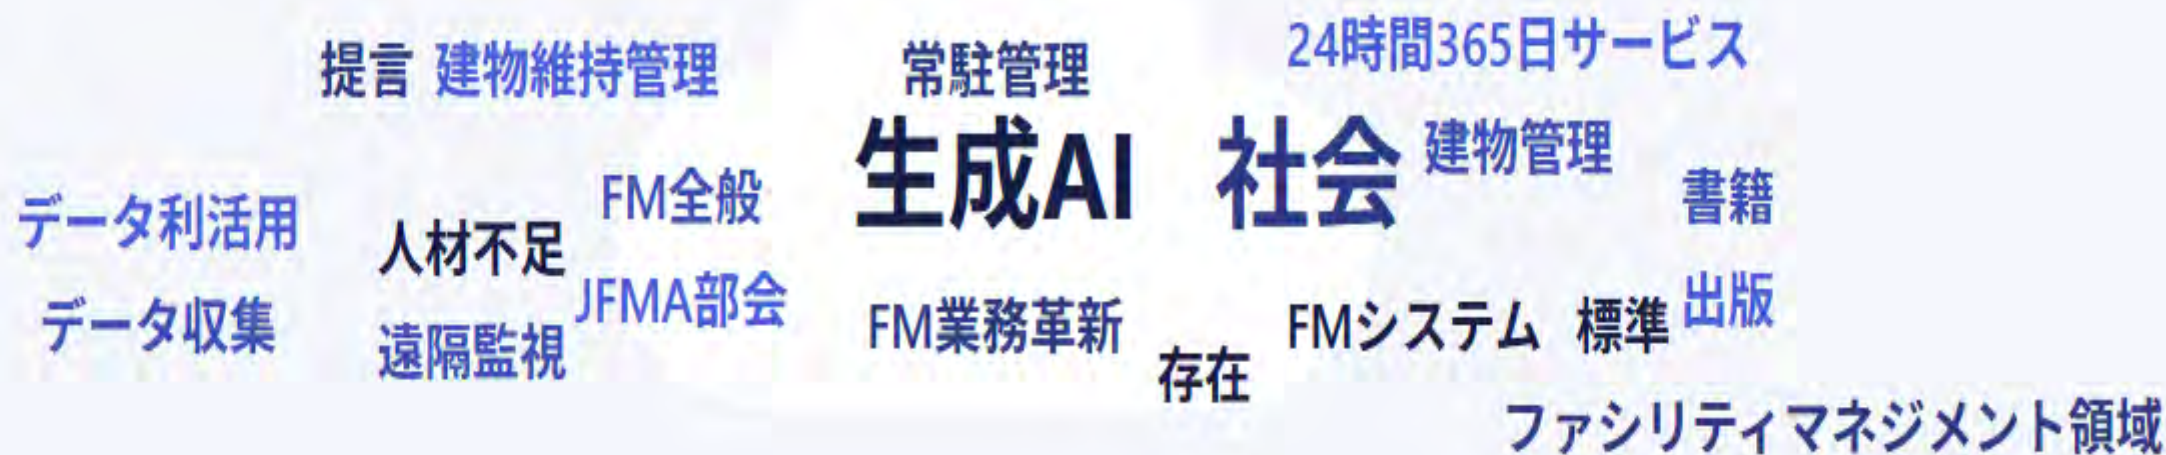 24時間365日サービス
提言 建物維持管理
常駐管理
生成AI
社会
建物管理
FM全般
書籍
データ利活用
人材不足
JFMA部会
出版
データ収集
遠隔監視
FM業務革新
FMシステム
標準
存在
ファシリティマネジメント領域